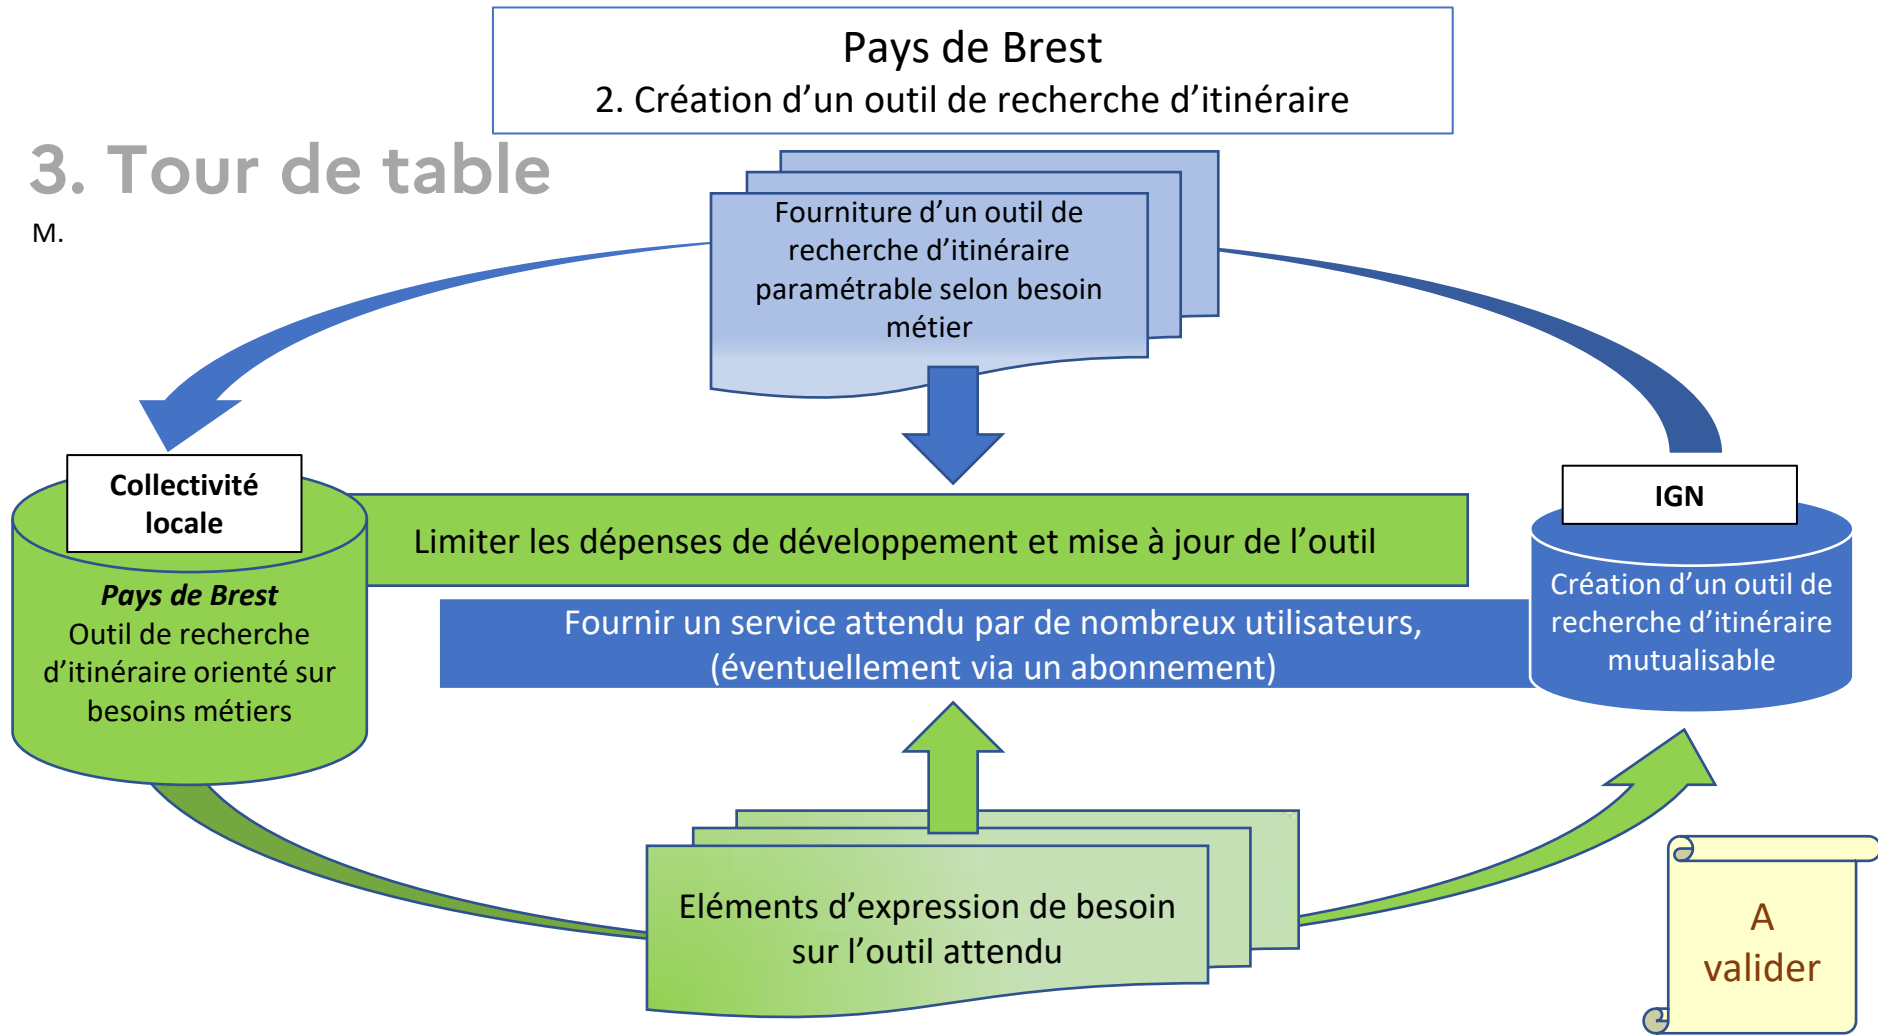 Pays de Brest
2. Création d’un outil de recherche d’itinéraire
3. Tour de table
M.
Fourniture d’un outil de
recherche d’itinéraire
paramétrable selon besoin
métier
Collectivité
locale
IGN
Limiter les dépenses de développement et mise à jour de l’outil
Pays de Brest
Outil de recherche
d’itinéraire orienté sur
besoins métiers
Fournir un service attendu par de nombreux utilisateurs,
(éventuellement via un abonnement)
Création d’un outil de
recherche d’itinéraire
mutualisable
Eléments d’expression de besoin
sur l’outil attendu
A
valider